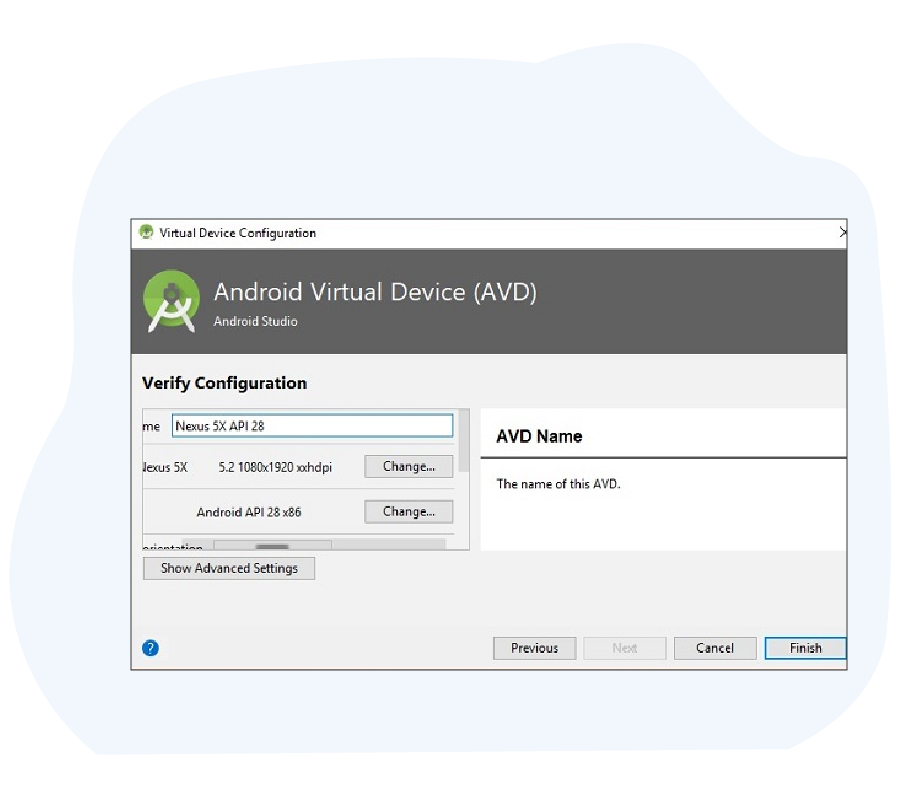 Virtual Device Configuration
Android Virtual Device (AVD)
Android Studio
Verify Configuration
me Nexus 5X API 28
Nexus 5X 5.2 1080x1920 xxhdpi Change...
Android API 28 x86 Change...
orientation
Show Advanced Settings
AVD Name
The name of this AVD.
? Previous Next Cancel Finish